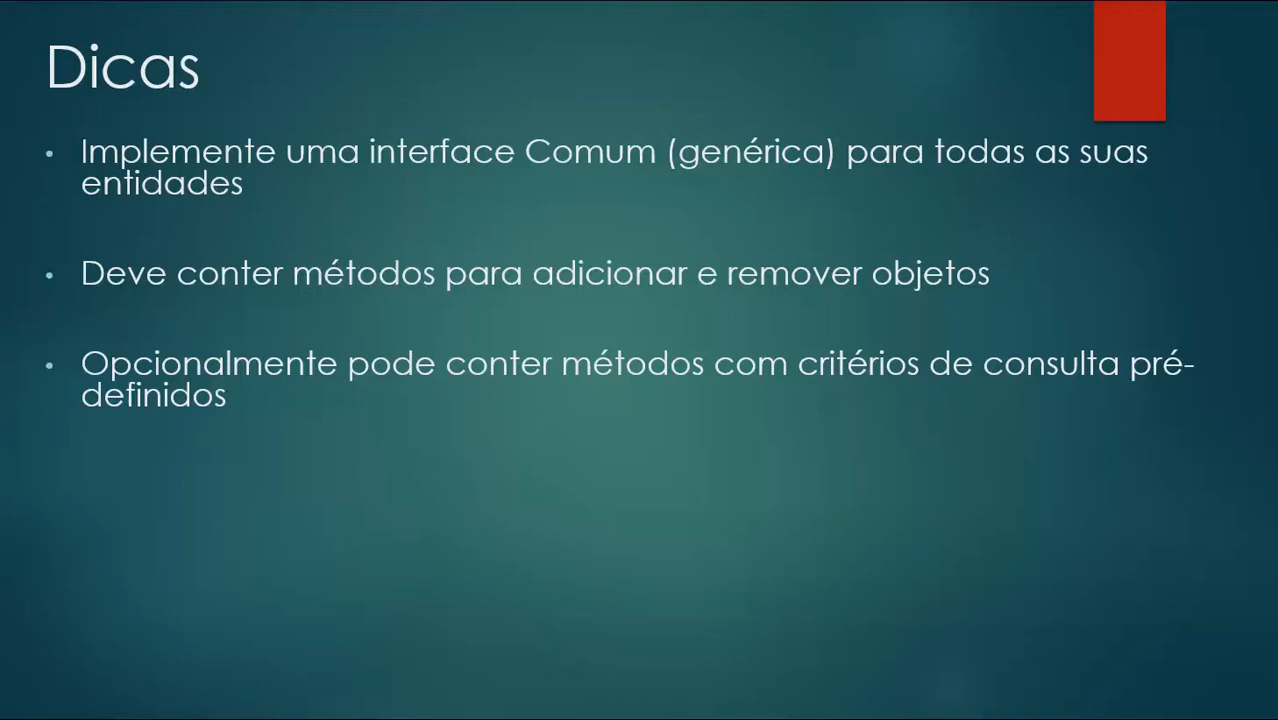 Dicas
• Implemente uma interface Comum (genérica) para todas as suas
entidades
• Deve conter métodos para adicionar e remover objetos
• Opcionalmente pode conter métodos com critérios de consulta pré-
definidos